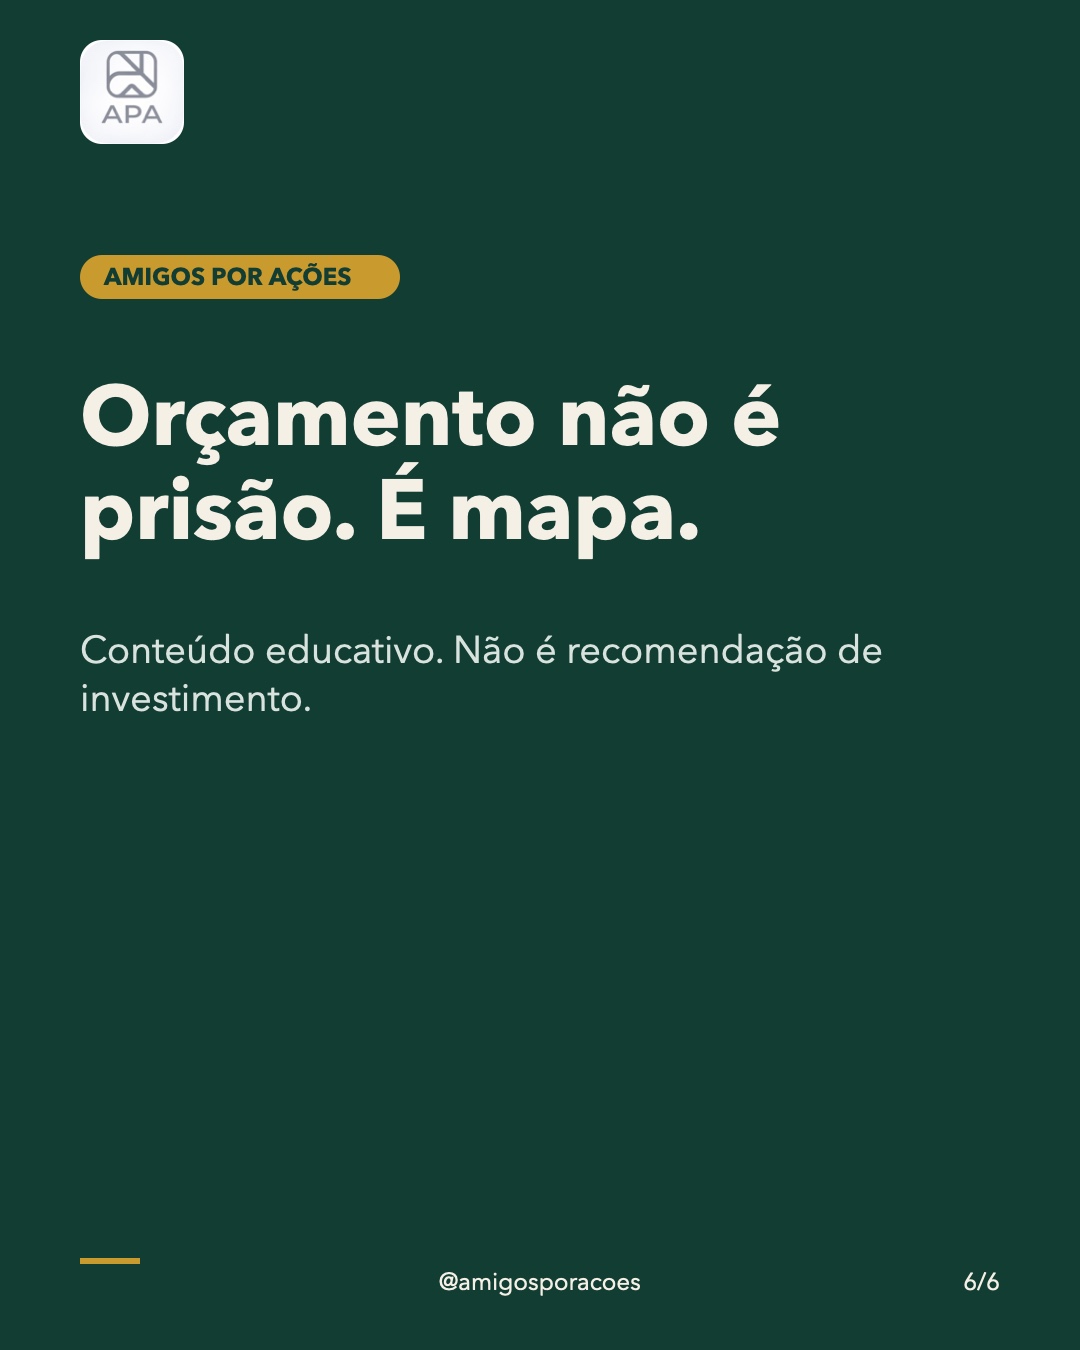 APA
AMIGOS POR AÇÕES
Orçamento não é
prisão. É mapa.
Conteúdo educativo. Não é recomendação de
investimento.
@amigosporacoes
6/6